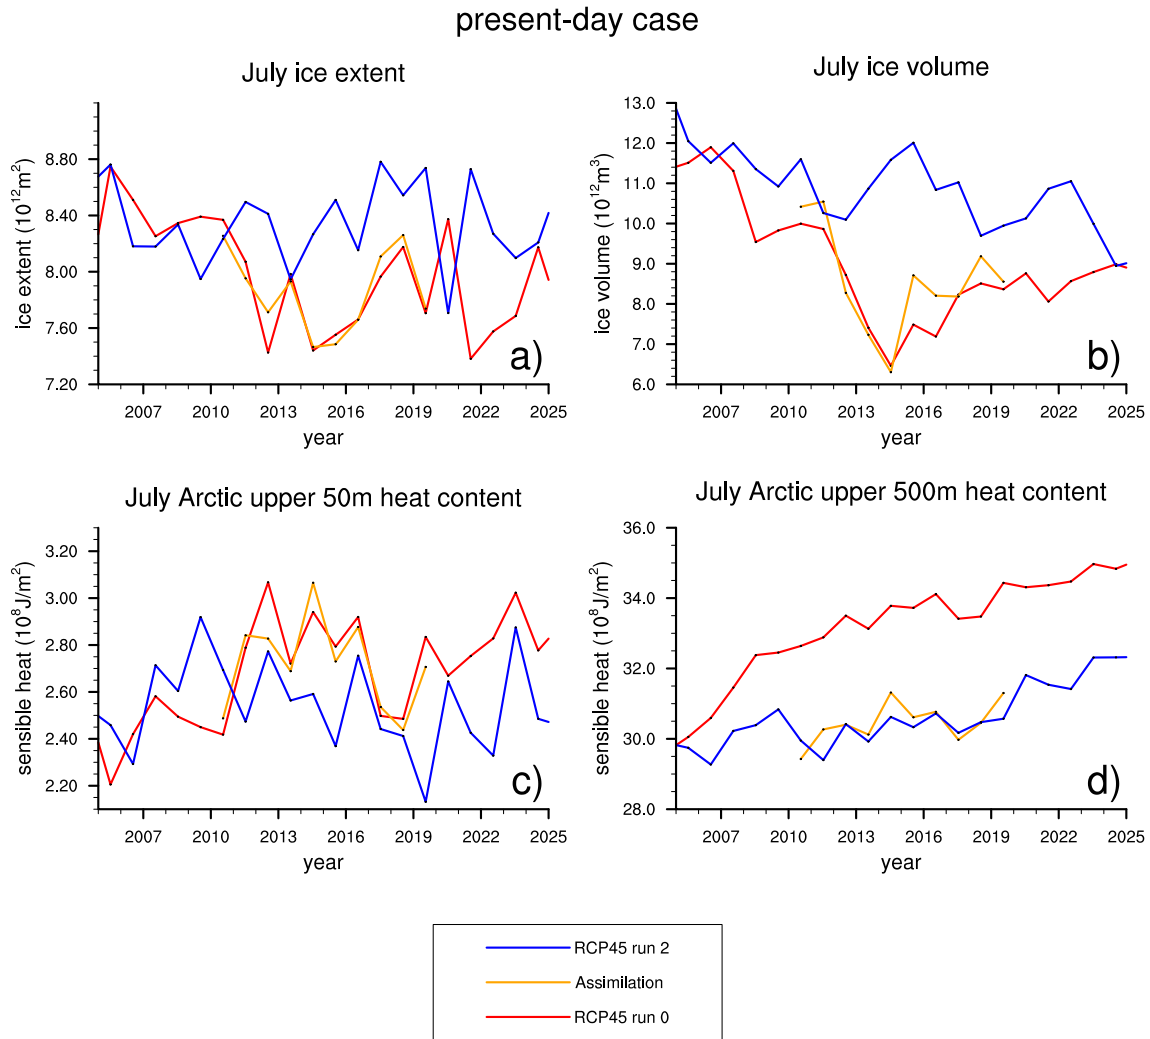 present-day case
July ice extent
ice extent (10¹²m²)
8.80
8.40
8.00
7.60
7.20
a)
2007 2010 2013 2016 2019 2022 2025
year
July ice volume
ice volume (10¹²m³)
13.0
12.0
11.0
10.0
9.0
8.0
7.0
6.0
b)
2007 2010 2013 2016 2019 2022 2025
year
July Arctic upper 50m heat content
sensible heat (10⁸J/m²)
3.20
3.00
2.80
2.60
2.40
2.20
c)
2007 2010 2013 2016 2019 2022 2025
year
July Arctic upper 500m heat content
sensible heat (10⁸J/m²)
36.0
34.0
32.0
30.0
28.0
d)
2007 2010 2013 2016 2019 2022 2025
year
RCP45 run 2
Assimilation
RCP45 run 0